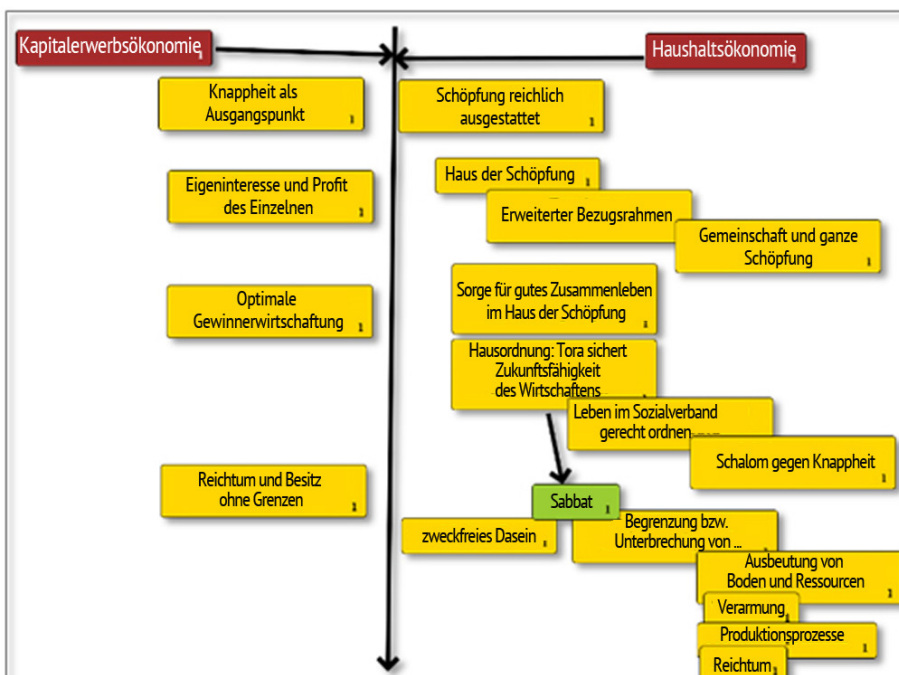 Kapitalerwerbsökonomie
Haushaltsökonomie
Knappheit als
Ausgangspunkt
Schöpfung reichlich
ausgestattet
Eigeninteresse und Profit
des Einzelnen
Haus der Schöpfung
Erweiterter Bezugsrahmen
Gemeinschaft und ganze
Schöpfung
Optimale
Gewinnerwirtschaftung
Sorge für gutes Zusammenleben
im Haus der Schöpfung
Hausordnung: Tora sichert
Zukunftsfähigkeit
des Wirtschaftens
Leben im Sozialverband
gerecht ordnen
Schalom gegen Knappheit
Reichtum und Besitz
ohne Grenzen
Sabbat
zweckfreies Dasein
Begrenzung bzw.
Unterbrechung von ...
Ausbeutung von
Boden und Ressourcen
Verarmung
Produktionsprozesse
Reichtum